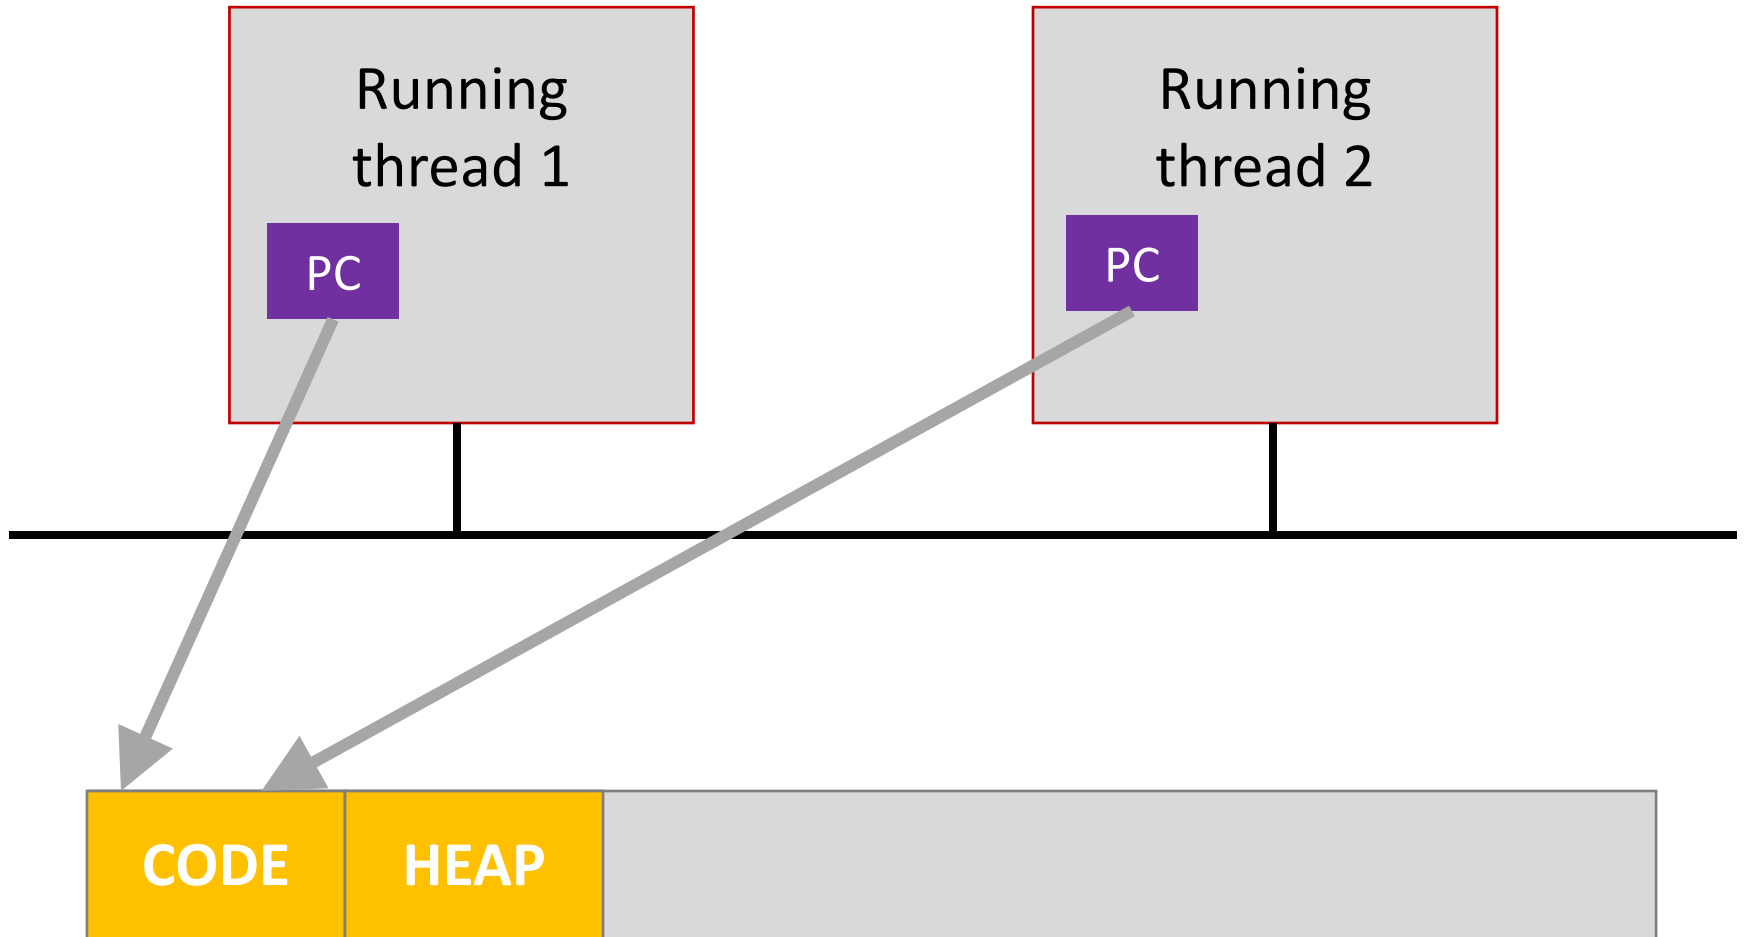 Running
thread 1
PC
Running
thread 2
PC
CODE
HEAP